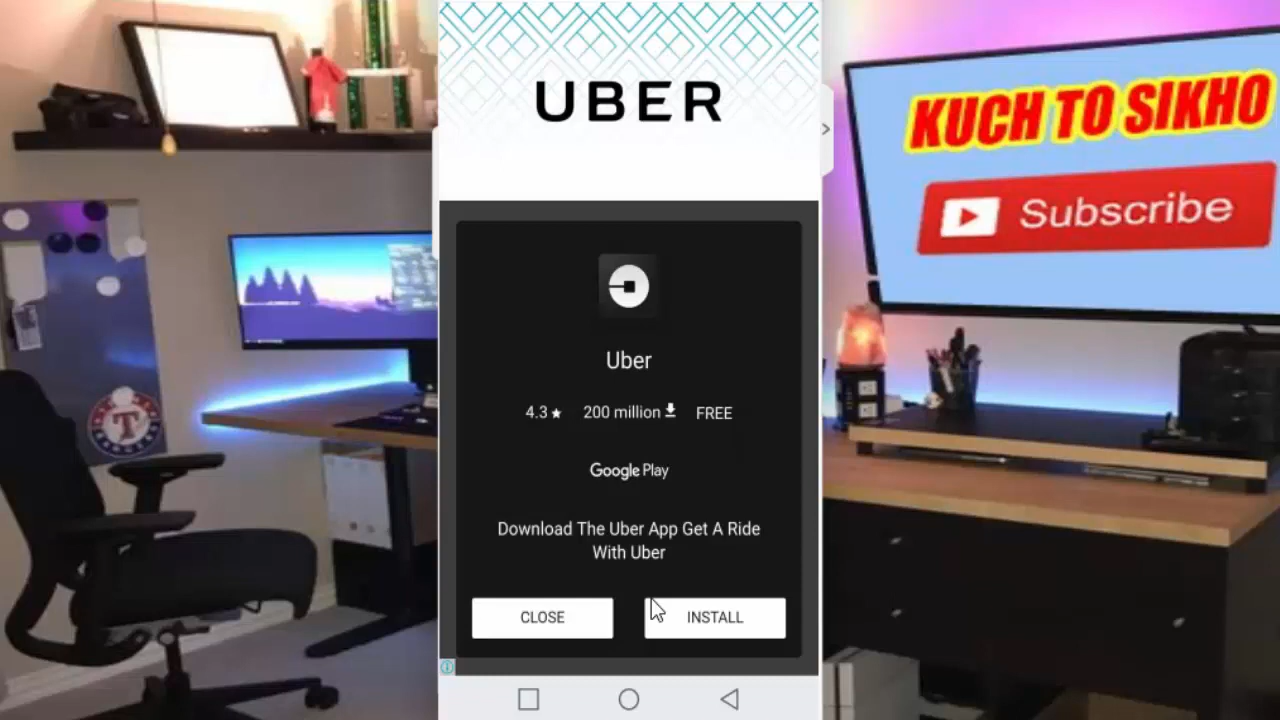 UBER
Uber
4.3★ 200 million FREE
Google Play
Download The Uber App Get A Ride
With Uber
CLOSE INSTALL
KUCH TO SIKHO
Subscribe
T